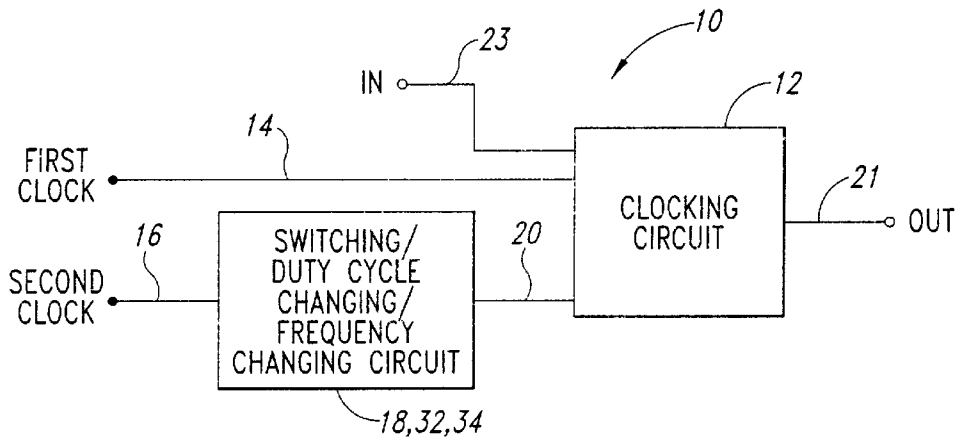 10
23
IN
12
14
FIRST
CLOCK
CLOCKING
CIRCUIT
21
OUT
16
SECOND
CLOCK
SWITCHING/
DUTY CYCLE
CHANGING/
FREQUENCY
CHANGING CIRCUIT
20
18,32,34